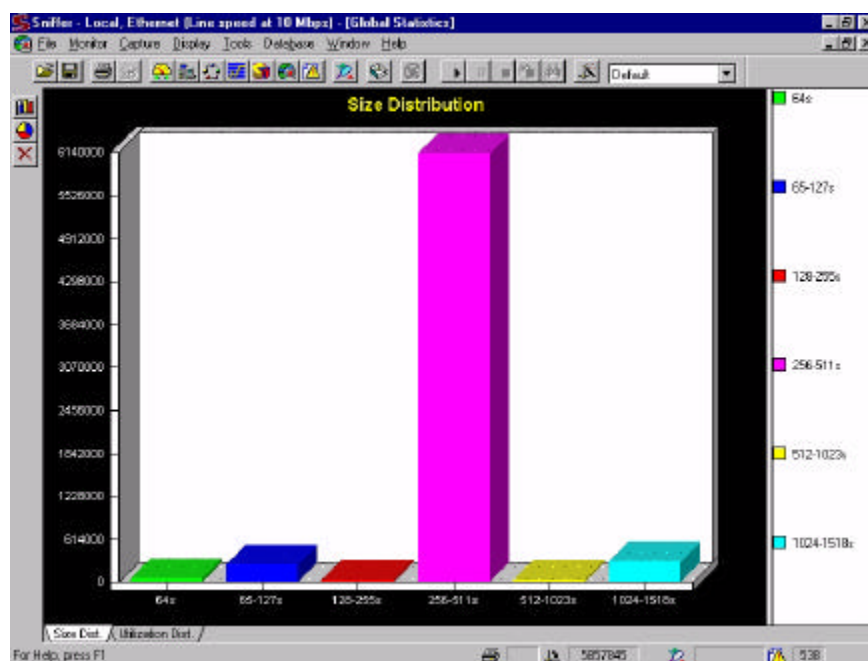 Sniffer - Local, Ethernet (Line speed at 10 Mbps) - [Global Statistics]
File Monitor Capture Display Tools Database Window Help
Default
Size Distribution
6140000
5526000
4912000
4298000
3684000
3070000
2456000
1842000
1228000
614000
0
64s 65-127s 128-255s 256-511s 512-1023s 1024-1518s
64s
65-127s
128-255s
256-511s
512-1023s
1024-1518s
Size Dist. Utilization Dist.
For Help, press F1
5857845
538